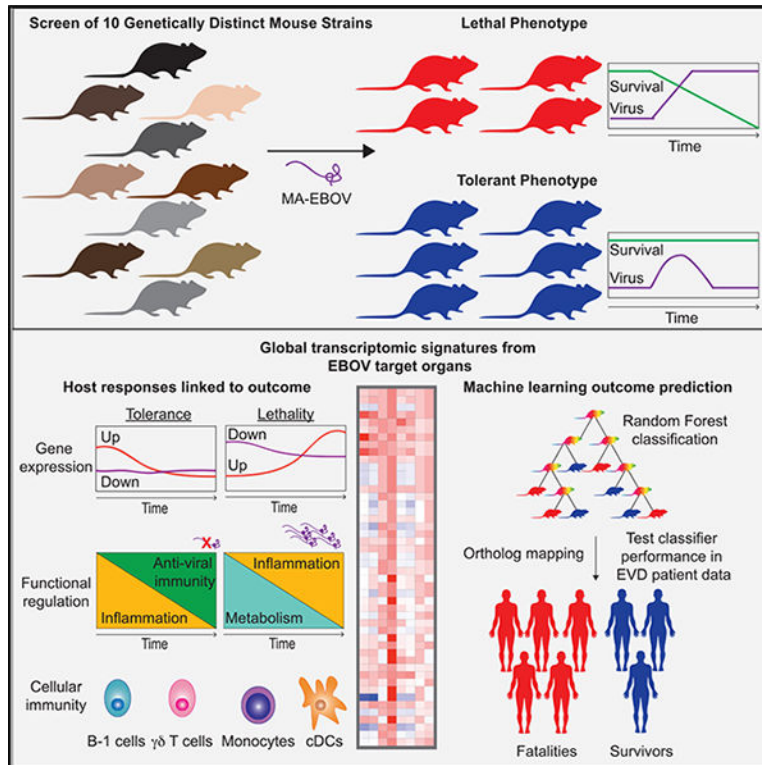 Screen of 10 Genetically Distinct Mouse Strains
MA-EBOV
Lethal Phenotype
Survival
Virus
Time
Tolerant Phenotype
Survival
Virus
Time
Global transcriptomic signatures from
EBOV target organs
Host responses linked to outcome
Tolerance
Lethality
Gene
expression
Up
Down
Time
Down
Up
Time
Functional
regulation
X
Anti-viral
immunity
Inflammation
Time
Inflammation
Metabolism
Time
Cellular
immunity
B-1 cells
γδ T cells
Monocytes
cDCs
Machine learning outcome prediction
Random Forest
classification
Ortholog mapping
Test classifier
performance in
EVD patient data
Fatalities
Survivors